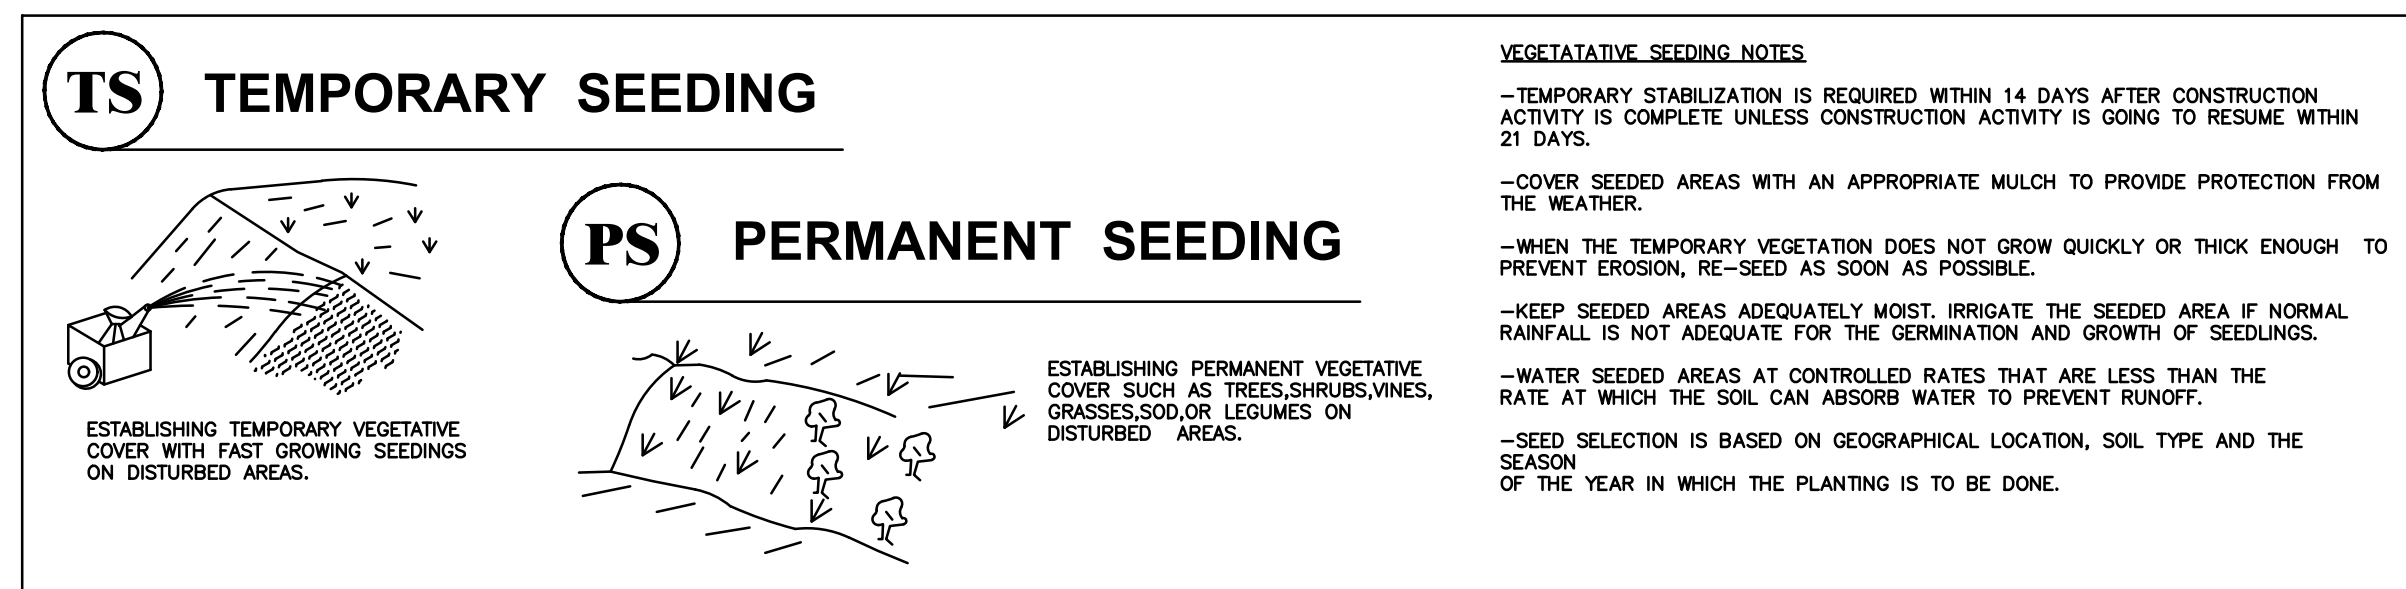 TS TEMPORARY SEEDING
ESTABLISHING TEMPORARY VEGETATIVE
COVER WITH FAST GROWING SEEDINGS
ON DISTURBED AREAS.
PS PERMANENT SEEDING
ESTABLISHING PERMANENT VEGETATIVE
COVER SUCH AS TREES,SHRUBS,VINES,
GRASSES,SOD,OR LEGUMES ON
DISTURBED AREAS.
VEGETATATIVE SEEDING NOTES
-TEMPORARY STABILIZATION IS REQUIRED WITHIN 14 DAYS AFTER CONSTRUCTION
ACTIVITY IS COMPLETE UNLESS CONSTRUCTION ACTIVITY IS GOING TO RESUME WITHIN
21 DAYS.
-COVER SEEDED AREAS WITH AN APPROPRIATE MULCH TO PROVIDE PROTECTION FROM
THE WEATHER.
-WHEN THE TEMPORARY VEGETATION DOES NOT GROW QUICKLY OR THICK ENOUGH TO
PREVENT EROSION, RE-SEED AS SOON AS POSSIBLE.
-KEEP SEEDED AREAS ADEQUATELY MOIST. IRRIGATE THE SEEDED AREA IF NORMAL
RAINFALL IS NOT ADEQUATE FOR THE GERMINATION AND GROWTH OF SEEDLINGS.
-WATER SEEDED AREAS AT CONTROLLED RATES THAT ARE LESS THAN THE
RATE AT WHICH THE SOIL CAN ABSORB WATER TO PREVENT RUNOFF.
-SEED SELECTION IS BASED ON GEOGRAPHICAL LOCATION, SOIL TYPE AND THE
SEASON
OF THE YEAR IN WHICH THE PLANTING IS TO BE DONE.